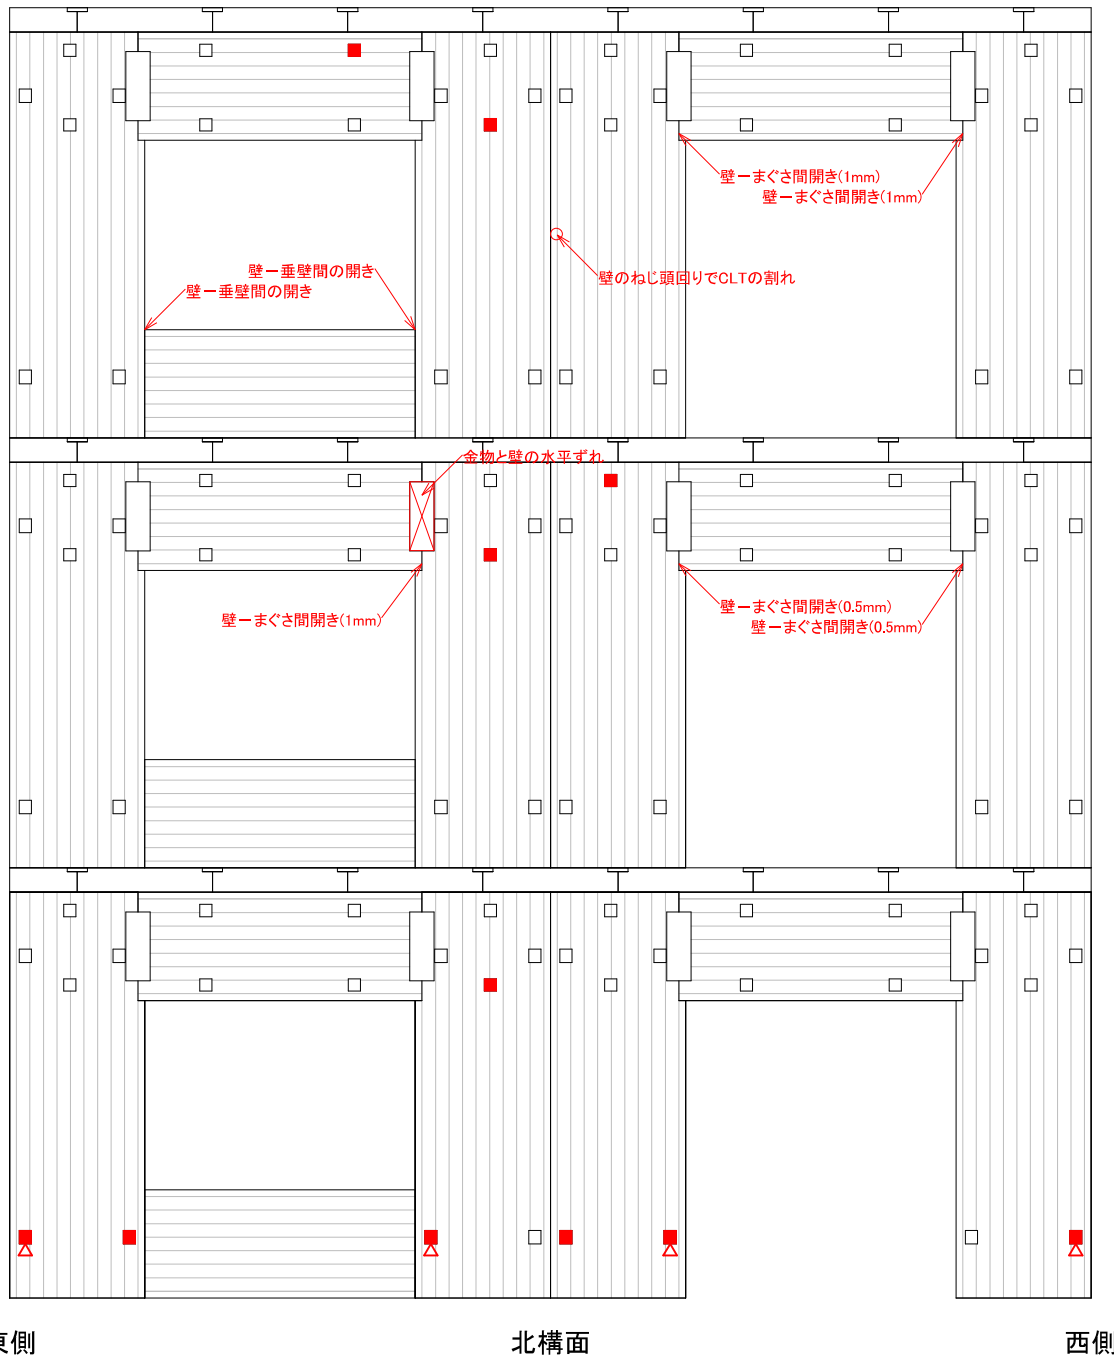 壁ーまぐさ間開き(1mm)
壁ーまぐさ間開き(1mm)
壁ー垂壁間の開き
壁ー垂壁間の開き
壁のねじ頭回りでCLTの割れ
金物と壁の水平ずれ
壁ーまぐさ間開き(1mm)
壁ーまぐさ間開き(0.5mm)
壁ーまぐさ間開き(0.5mm)
東側
北構面
西側